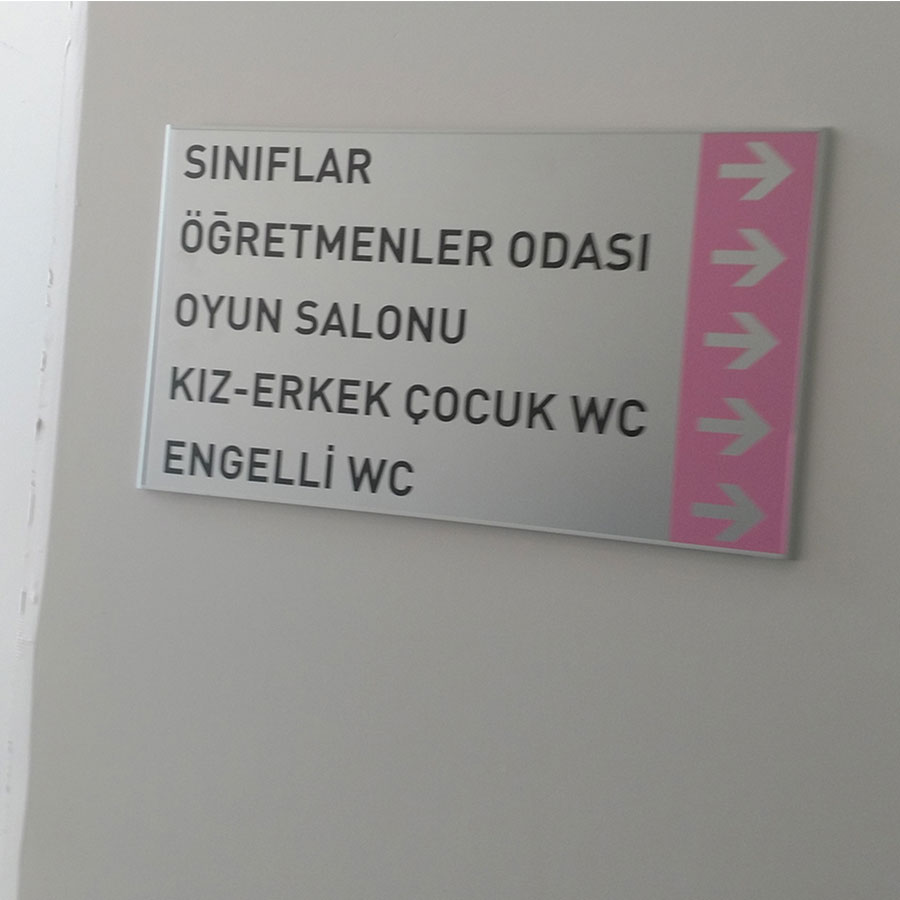 SINIFLAR
ÖĞRETMENLER ODASI
OYUN SALONU
KIZ-ERKEK ÇOCUK WC
ENGELLİ WC